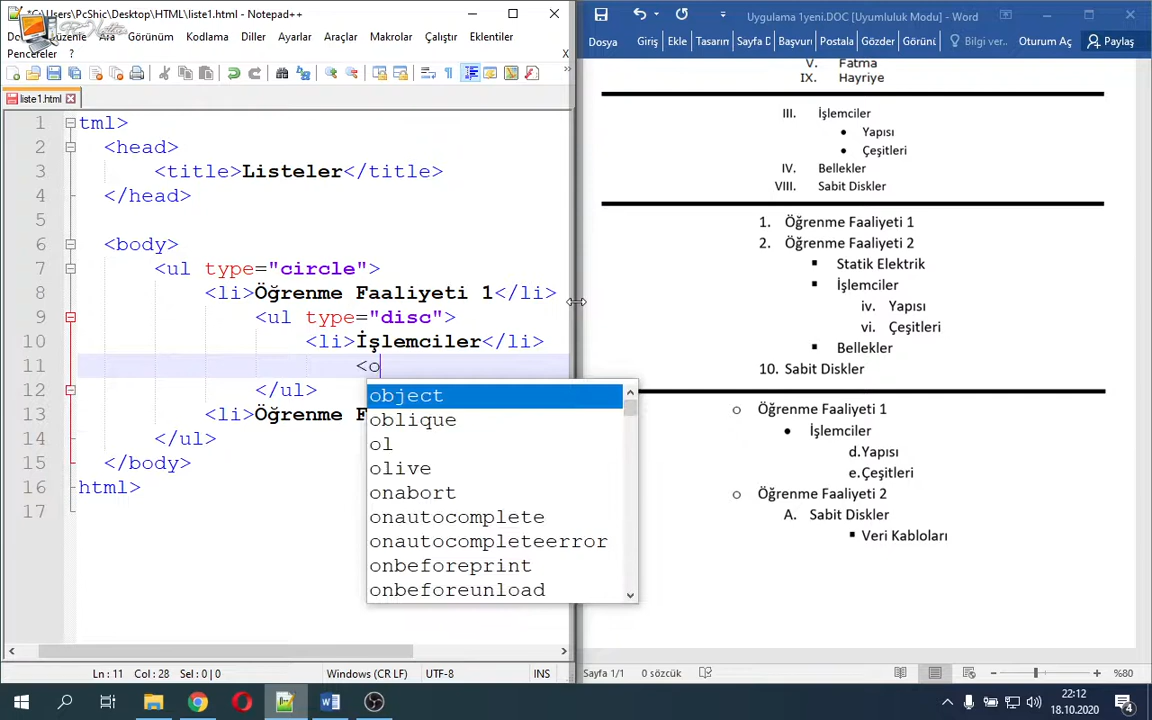 C:\Users\PcShic\Desktop\HTML\liste1.html - Notepad++
Görünüm Kodlama Diller Ayarlar Araçlar Makrolar Çalıştır Eklentiler
Pencereler ? X
liste1.html
1 tml>
2 <head>
3 <title>Listeler</title>
4 </head>
5
6 <body>
7 <ul type="circle">
8 <li>Öğrenme Faaliyeti 1</li>
9 <ul type="disc">
10 <li>İşlemciler</li>
11 <o
12 </ul>
13 <li>Öğrenme F
14 </ul>
15 </body>
16 html>
17
object
oblique
ol
olive
onabort
onautocomplete
onautocompleteerror
onbeforeprint
onbeforeunload
Ln : 11 Col : 28 Sel : 0 | 0 Windows (CR LF) UTF-8 INS
Uygulama 1yeni.DOC [Uyumluluk Modu] - Word
Dosya Giriş Ekle Tasarın Sayfa D Başvuru Postala Gözder Görünü Bilgi ver.. Oturum Aç Paylaş
V. Fatma
IX. Hayriye
III. İşlemciler
• Yapısı
• Çeşitleri
IV. Bellekler
VIII. Sabit Diskler
1. Öğrenme Faaliyeti 1
2. Öğrenme Faaliyeti 2
▪ Statik Elektrik
▪ İşlemciler
iv. Yapısı
vi. Çeşitleri
▪ Bellekler
10. Sabit Diskler
o Öğrenme Faaliyeti 1
• İşlemciler
d.Yapısı
e.Çeşitleri
o Öğrenme Faaliyeti 2
A. Sabit Diskler
▪ Veri Kabloları
Sayfa 1/1 0 sözcük %80
22:12
18.10.2020
4